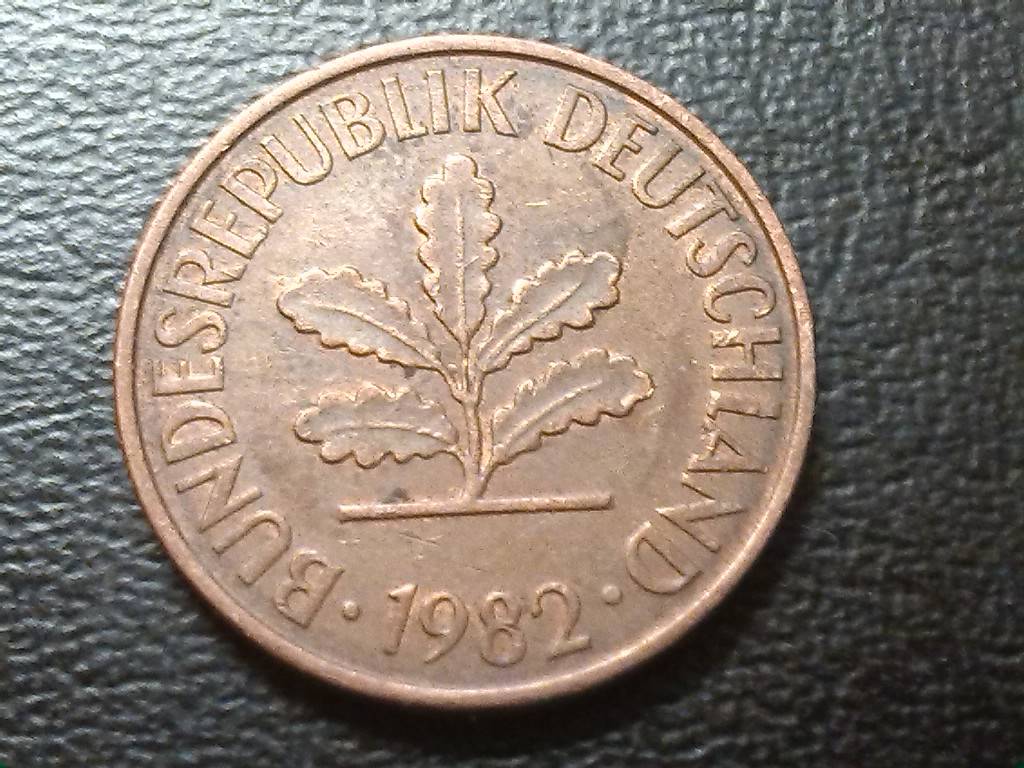 BUNDESREPUBLIK DEUTSCHLAND
· 1982 ·